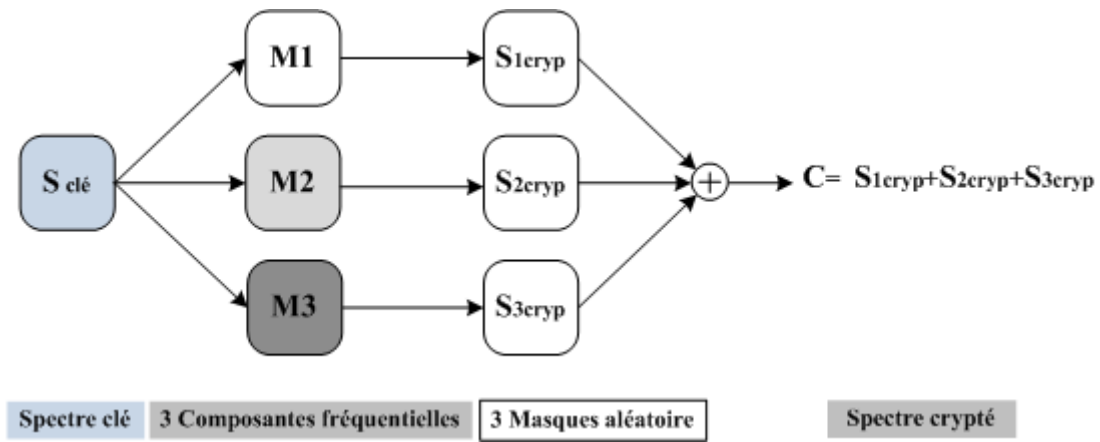 M1
S1cryp
S clé
M2
S2cryp
+
C= S1cryp+S2cryp+S3cryp
M3
S3cryp
Spectre clé
3 Composantes fréquentielles
3 Masques aléatoire
Spectre crypté